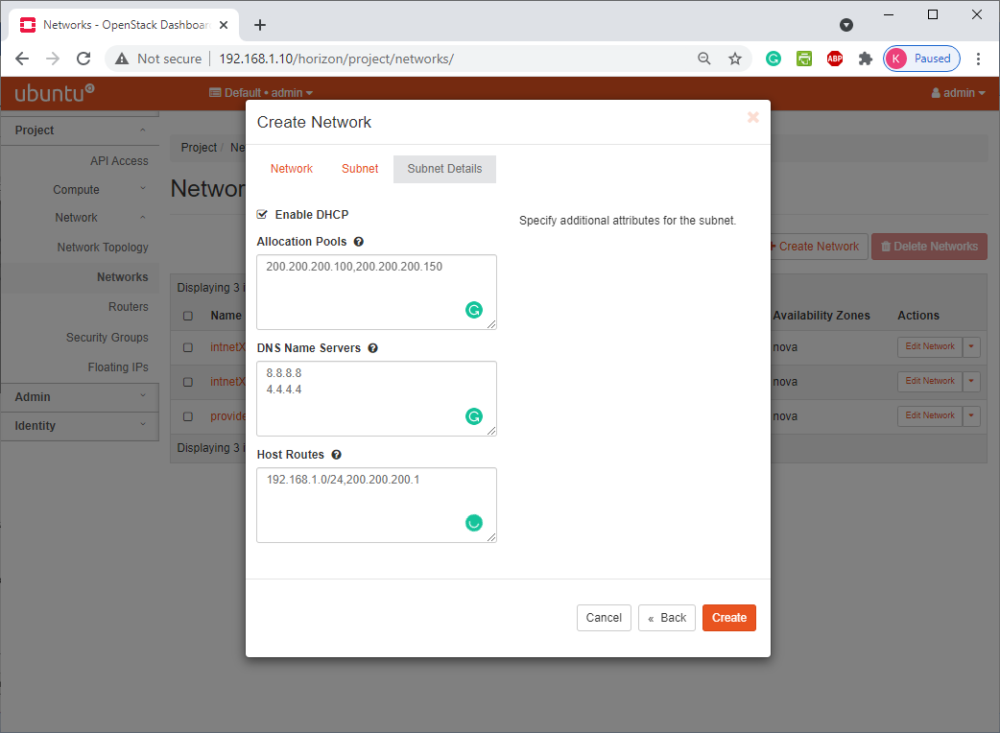 Networks - OpenStack Dashboard
Not secure
192.168.1.10/horizon/project/networks/
ABP
K
Paused
ubuntu
Default • admin
admin
Project
API Access
Compute
Network
Network Topology
Networks
Routers
Security Groups
Floating IPs
Admin
Identity
Project /
Create Network
Delete Networks
Displaying 3
Name
Availability Zones
Actions
intnetX
nova
Edit Network
intnetX
nova
Edit Network
provide
nova
Edit Network
Displaying 3
Create Network
Network
Subnet
Subnet Details
Enable DHCP
Specify additional attributes for the subnet.
Allocation Pools
200.200.200.100,200.200.200.150
DNS Name Servers
8.8.8.8
4.4.4.4
Host Routes
192.168.1.0/24,200.200.200.1
Cancel
« Back
Create